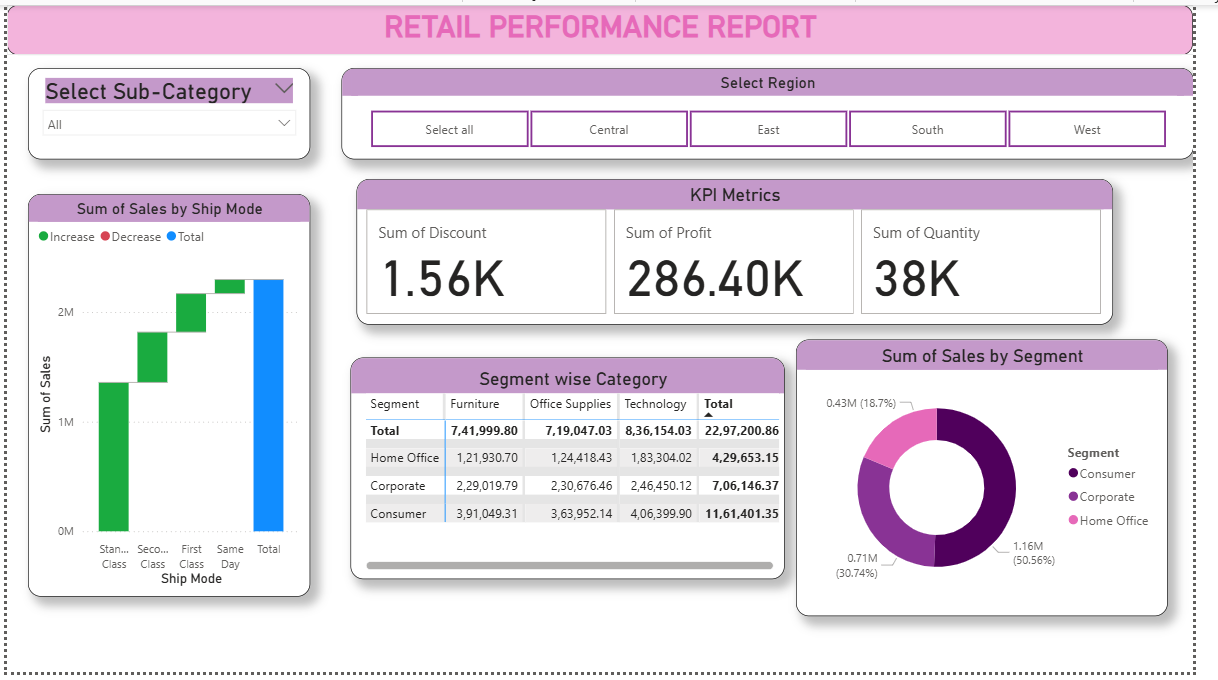 RETAIL PERFORMANCE REPORT
Select Sub-Category
All
Select Region
Select all Central East South West
KPI Metrics
Sum of Discount Sum of Profit Sum of Quantity
1.56K 286.40K 38K
Sum of Sales by Ship Mode
Increase Decrease Total
2M
1M
0M
Sum of Sales
Stan... Seco... First Same Total
Class Class Class Day
Ship Mode
Segment wise Category
Segment Furniture Office Supplies Technology Total
Total 7,41,999.80 7,19,047.03 8,36,154.03 22,97,200.86
Home Office 1,21,930.70 1,24,418.43 1,83,304.02 4,29,653.15
Corporate 2,29,019.79 2,30,676.46 2,46,450.12 7,06,146.37
Consumer 3,91,049.31 3,63,952.14 4,06,399.90 11,61,401.35
Sum of Sales by Segment
0.43M (18.7%)
0.71M
(30.74%)
1.16M
(50.56%)
Segment
Consumer
Corporate
Home Office